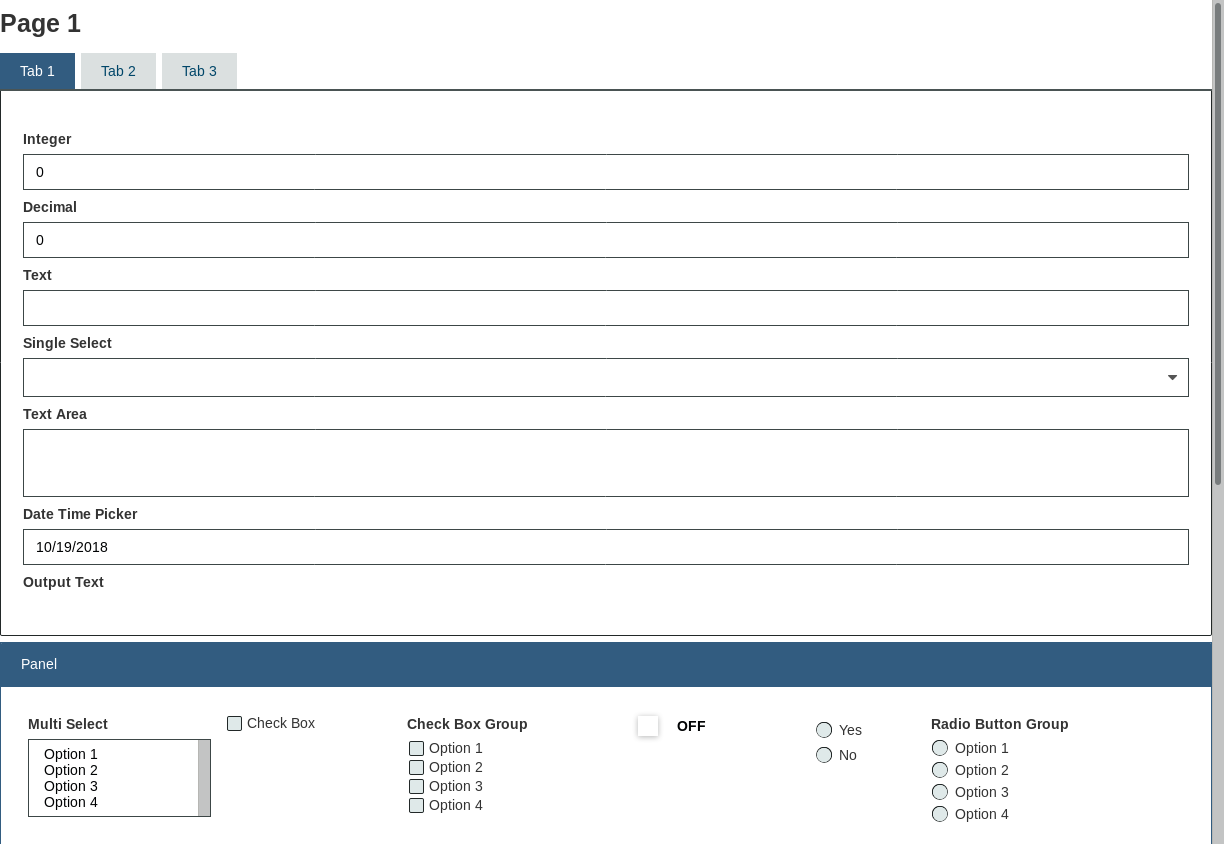 Page 1
Tab 1 Tab 2 Tab 3
Integer
0
Decimal
0
Text
Single Select
Text Area
Date Time Picker
10/19/2018
Output Text
Panel
Multi Select
Option 1
Option 2
Option 3
Option 4
Check Box
Check Box Group
Option 1
Option 2
Option 3
Option 4
OFF
Yes
No
Radio Button Group
Option 1
Option 2
Option 3
Option 4